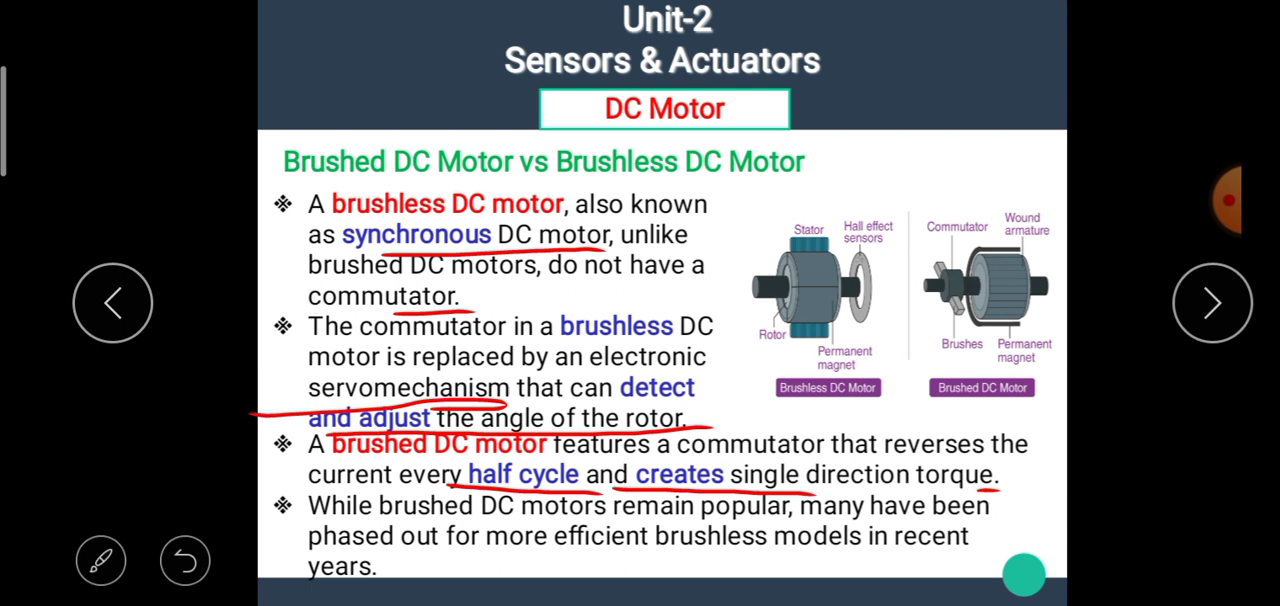 Unit-2
Sensors & Actuators
DC Motor
Brushed DC Motor vs Brushless DC Motor
❖ A brushless DC motor, also known
as synchronous DC motor, unlike
brushed DC motors, do not have a
commutator.
❖ The commutator in a brushless DC
motor is replaced by an electronic
servomechanism that can detect
and adjust the angle of the rotor.
❖ A brushed DC motor features a commutator that reverses the
current every half cycle and creates single direction torque.
❖ While brushed DC motors remain popular, many have been
phased out for more efficient brushless models in recent
years.
Stator
Hall effect
sensors
Rotor
Permanent
magnet
Brushless DC Motor
Commutator
Wound
armature
Brushes
Permanent
magnet
Brushed DC Motor